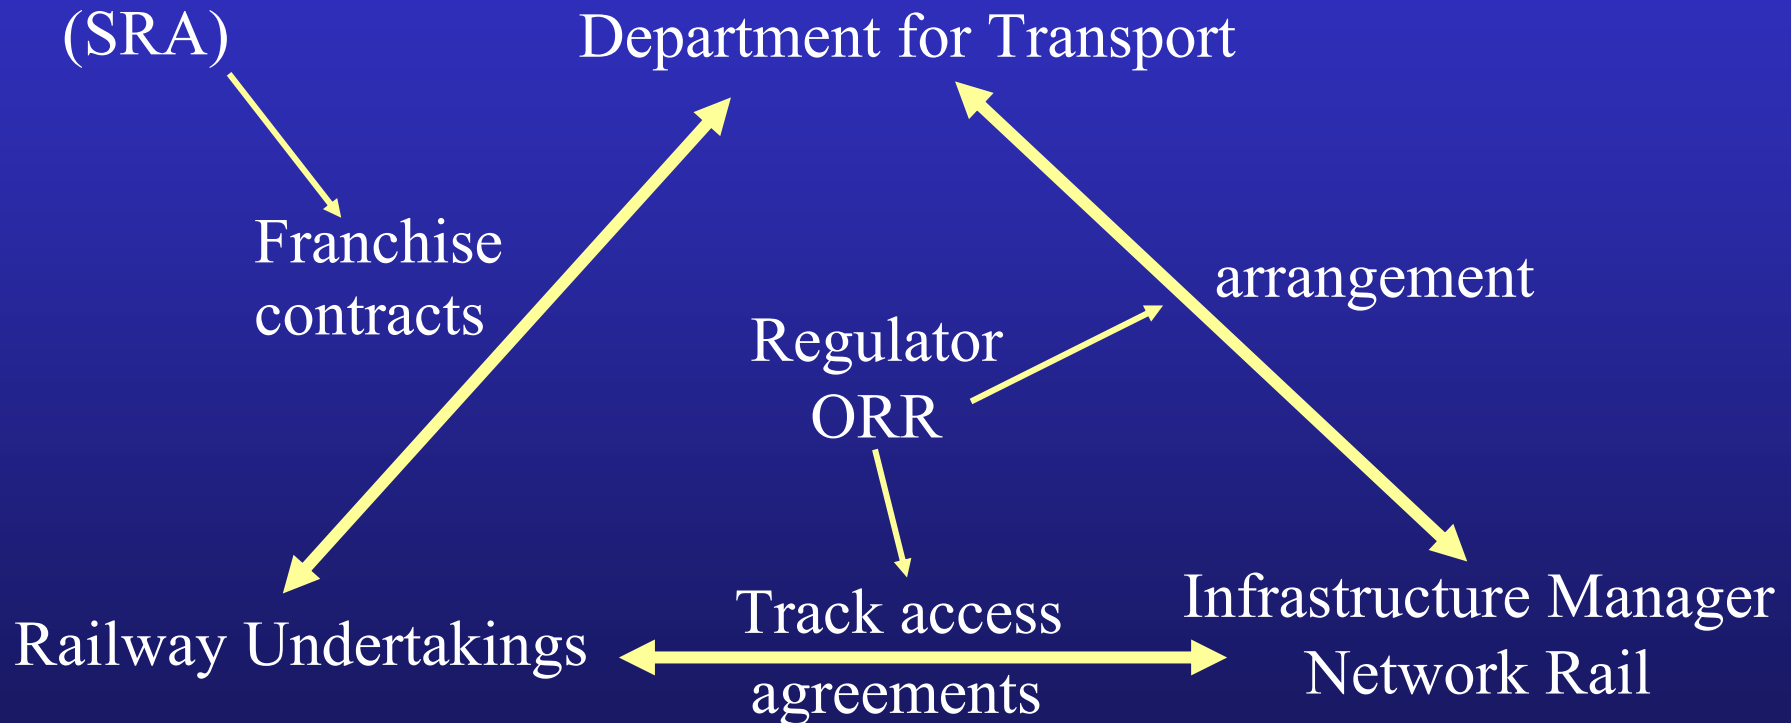 (SRA)
Department for Transport
Franchise
contracts
arrangement
Regulator
ORR
Track access
agreements
Railway Undertakings
Infrastructure Manager
Network Rail